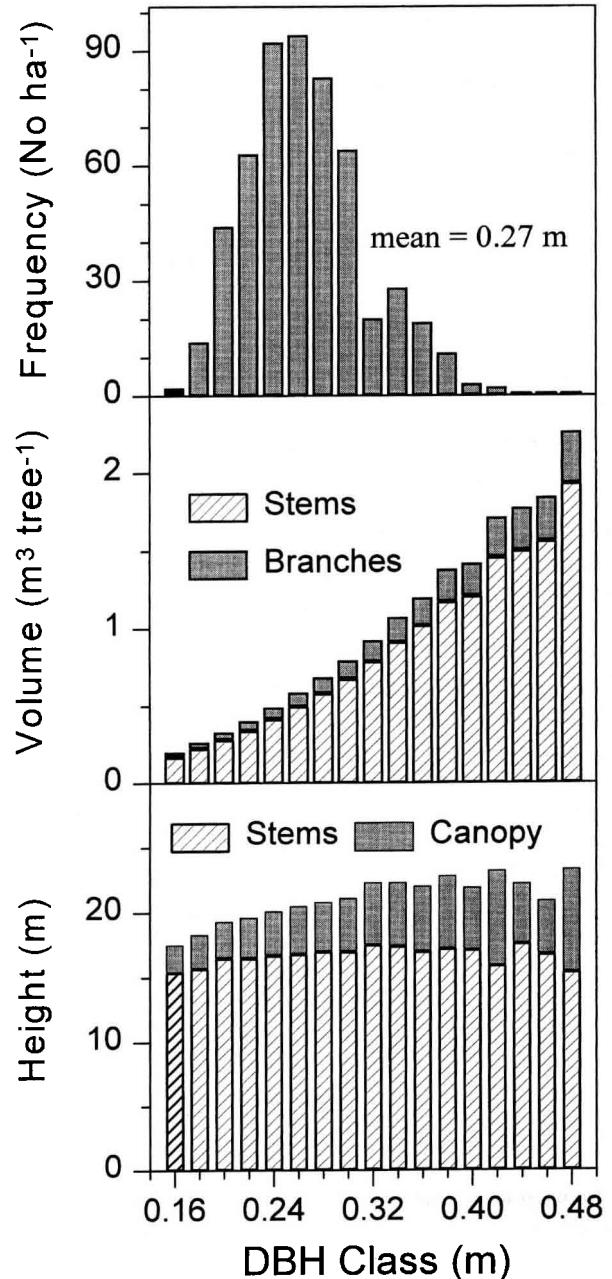 Frequency (No ha⁻¹)
90
60
30
0
mean = 0.27 m
Volume (m³ tree⁻¹)
2
1
0
Stems
Branches
Height (m)
20
10
0
Stems
Canopy
0.16
0.24
0.32
0.40
0.48
DBH Class (m)